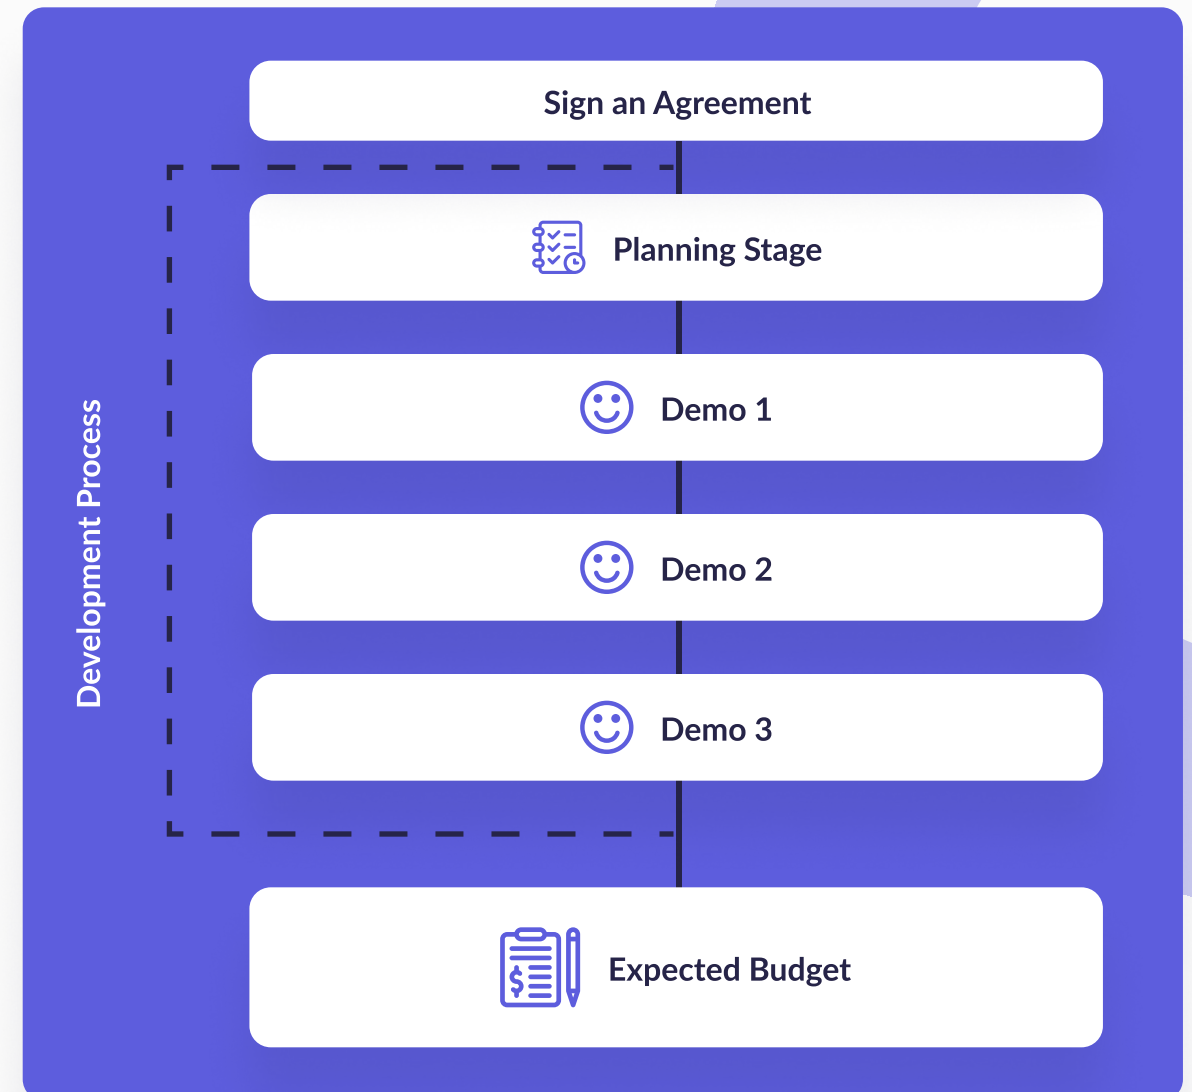 Sign an Agreement
Planning Stage
Demo 1
Demo 2
Demo 3
Development Process
Expected Budget